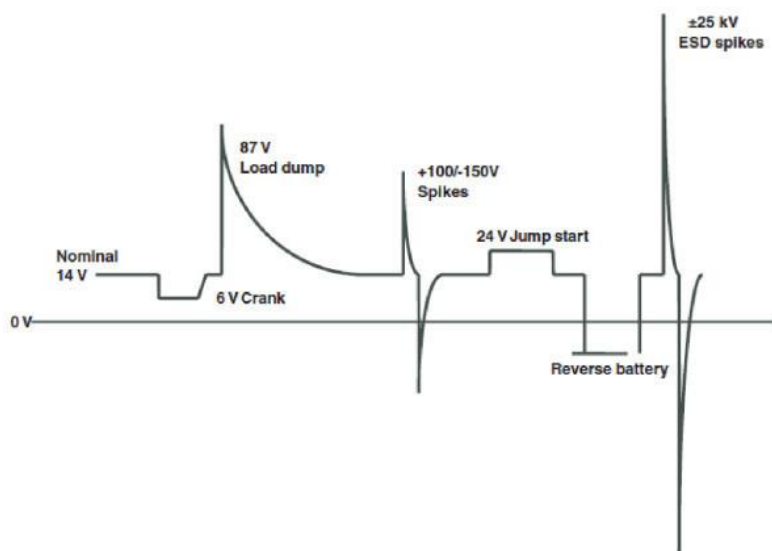 ±25 kV
ESD spikes
87 V
Load dump
+100/-150V
Spikes
24 V Jump start
Nominal
14 V
6 V Crank
0 V
Reverse battery